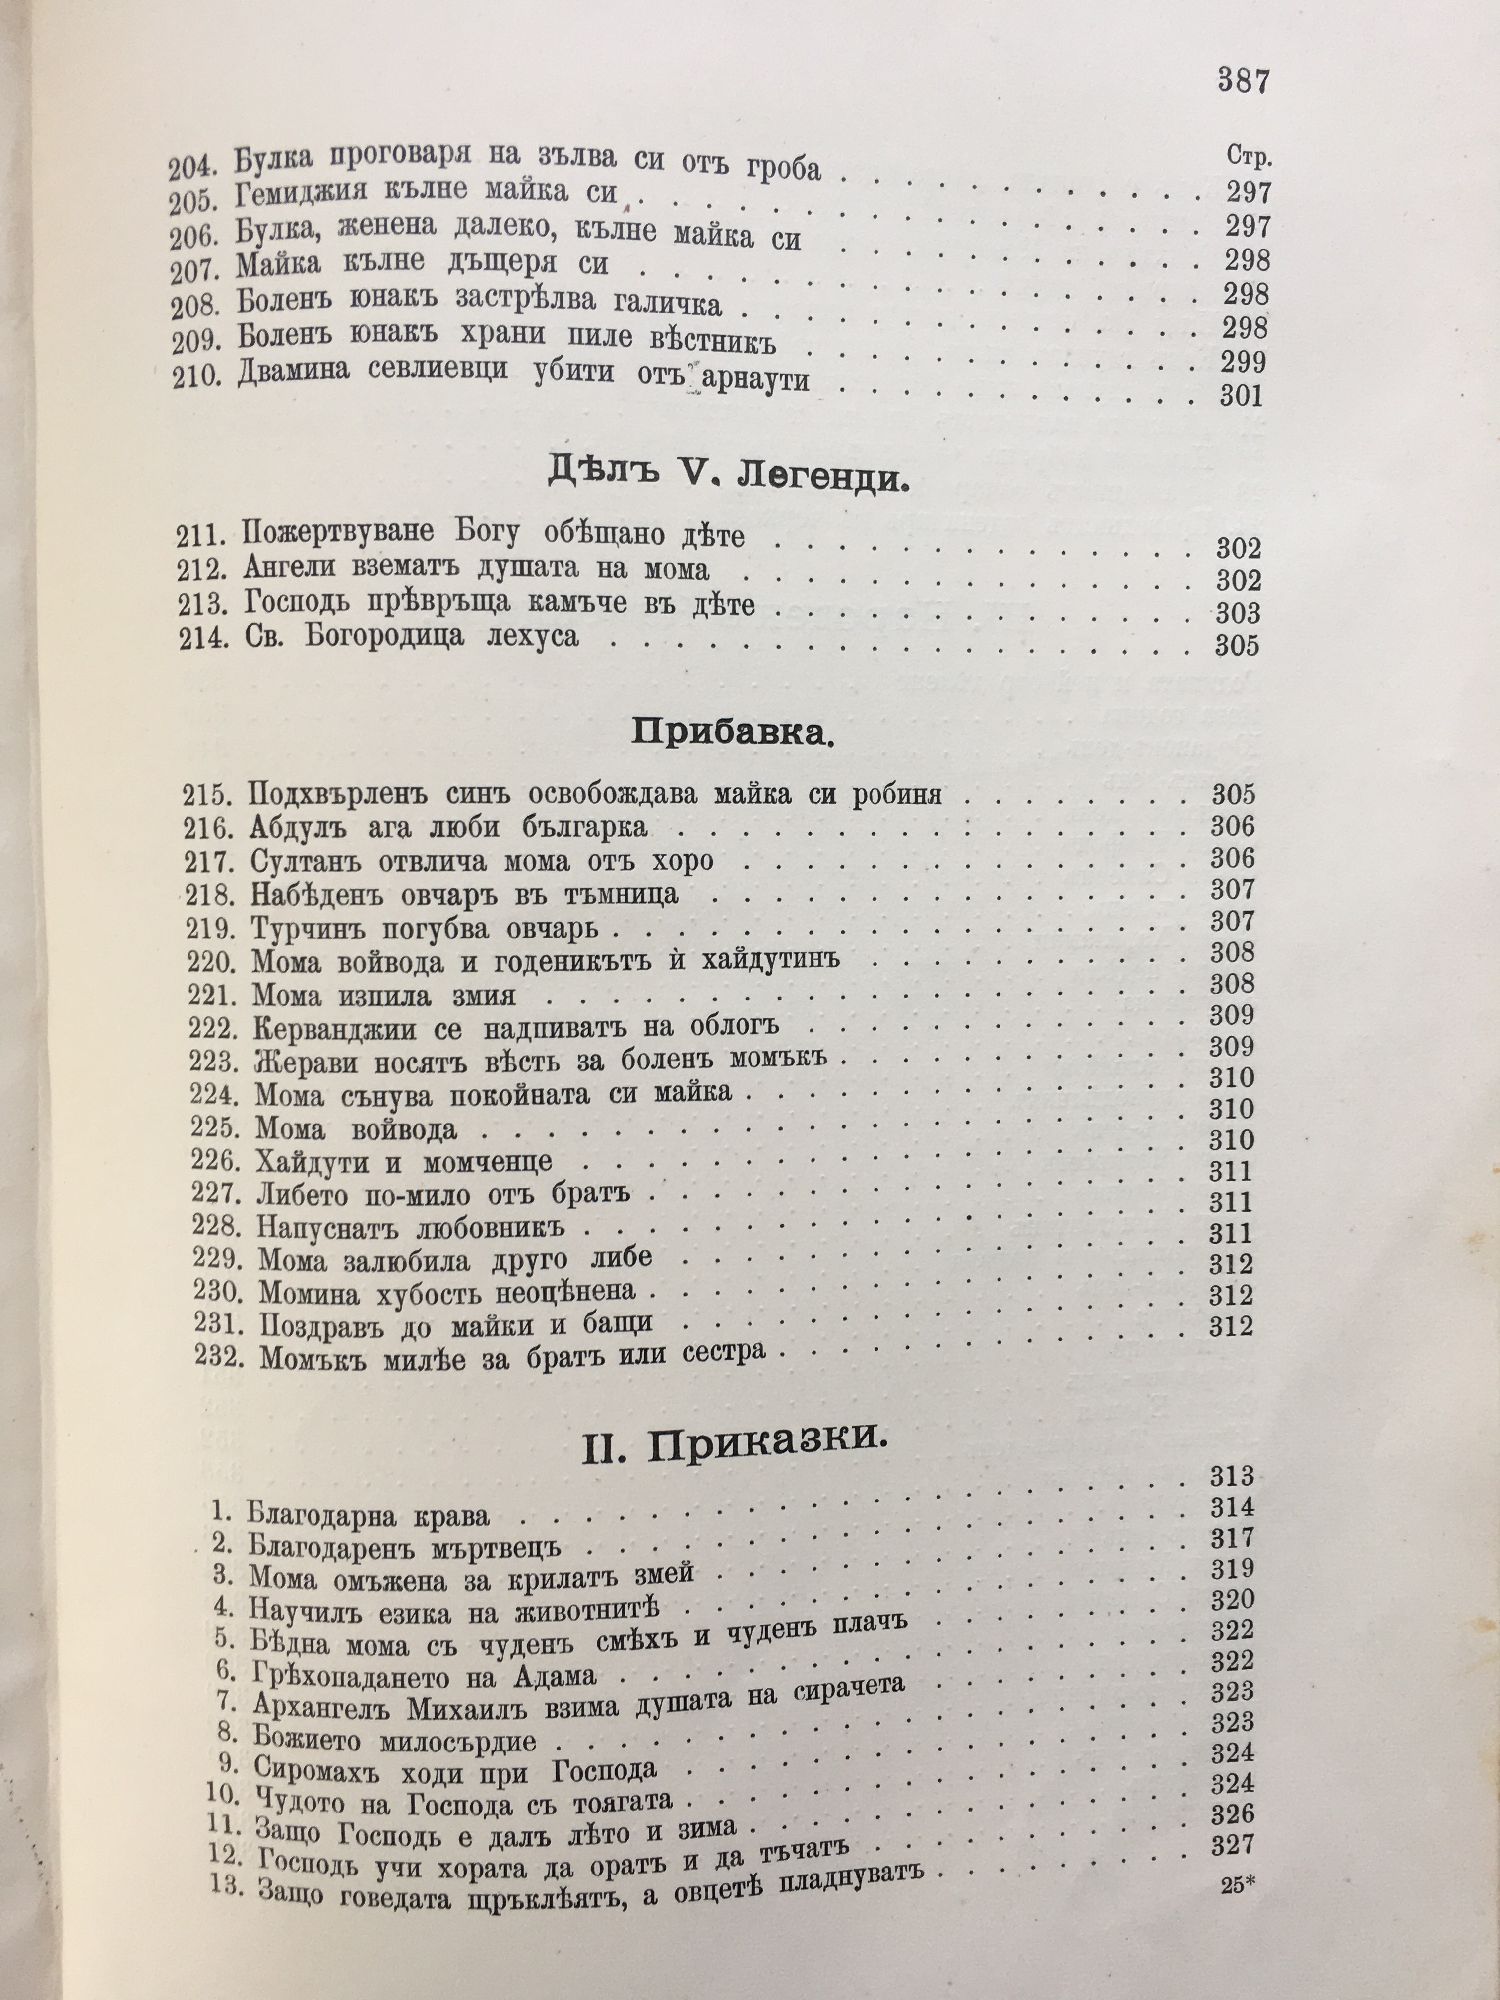 387
Стр.
204. Булка проговаря на зълва си отъ гроба . . . . . . . . . . . . 297
205. Гемиджия кълне майка си . . . . . . . . . . . . . . . . . . 297
206. Булка, женена далеко, кълне майка си . . . . . . . . . . . . 298
207. Майка кълне дъщеря си . . . . . . . . . . . . . . . . . . 298
208. Боленъ юнакъ застрѣлва галичка . . . . . . . . . . . . . . . 298
209. Боленъ юнакъ храни пиле вѣстникъ . . . . . . . . . . . . . 299
210. Двамина севлиевци убити отъ арнаути . . . . . . . . . . . . 301
Дѣлъ V. Легенди.
211. Пожертвуване Богу обѣщано дѣте . . . . . . . . . . . . . . 302
212. Ангели вземать душата на мома . . . . . . . . . . . . . . . 302
213. Господь прѣвръща камъче въ дѣте . . . . . . . . . . . . . . 303
214. Св. Богородица лехуса . . . . . . . . . . . . . . . . . . . 305
Прибавка.
215. Подхвърленъ синъ освобождава майка си робиня . . . . . . . . 305
216. Абдулъ ага люби българка . . . . . . . . . . . . . . . . . 306
217. Султанъ отвлича мома отъ хоро . . . . . . . . . . . . . . . 306
218. Набѣденъ овчаръ въ тъмница . . . . . . . . . . . . . . . . 307
219. Турчинъ погубва овчарь . . . . . . . . . . . . . . . . . . 307
220. Мома войвода и годеникътъ ѝ хайдутинъ . . . . . . . . . . . 308
221. Мома изпила змия . . . . . . . . . . . . . . . . . . . . . 308
222. Керванджии се надпиватъ на облогъ . . . . . . . . . . . . . 309
223. Жерави носятъ вѣсть за боленъ момъкъ . . . . . . . . . . . . 309
224. Мома сънува покойната си майка . . . . . . . . . . . . . . . 310
225. Мома войвода . . . . . . . . . . . . . . . . . . . . . . . 310
226. Хайдути и момченце . . . . . . . . . . . . . . . . . . . . 310
227. Либето по-мило отъ братъ . . . . . . . . . . . . . . . . . . 311
228. Напуснатъ любовникъ . . . . . . . . . . . . . . . . . . . . 311
229. Мома залюбила друго либе . . . . . . . . . . . . . . . . . 311
230. Момина хубость неоцѣнена . . . . . . . . . . . . . . . . . . 312
231. Поздравъ до майки и бащи . . . . . . . . . . . . . . . . . 312
232. Момъкъ милѣе за братъ или сестра . . . . . . . . . . . . . . 312
II. Приказки.
1. Благодарна крава . . . . . . . . . . . . . . . . . . . . . 313
2. Благодаренъ мъртвецъ . . . . . . . . . . . . . . . . . . . 314
3. Мома омъжена за крилатъ змей . . . . . . . . . . . . . . . 317
4. Научилъ езика на животнитѣ . . . . . . . . . . . . . . . . 319
5. Бѣдна мома съ чуденъ смѣхъ и чуденъ плачъ . . . . . . . . . 320
6. Грѣхопадането на Адама . . . . . . . . . . . . . . . . . . 322
7. Архангелъ Михаилъ взима душата на сирачета . . . . . . . . . 322
8. Божието милосърдие . . . . . . . . . . . . . . . . . . . . 323
9. Сиромахъ ходи при Господа . . . . . . . . . . . . . . . . 323
10. Чудото на Господа съ тоягата . . . . . . . . . . . . . . . . 324
11. Защо Господь е далъ лѣто и зима . . . . . . . . . . . . . . 324
12. Господь учи хората да оратъ и да тъчатъ . . . . . . . . . . 326
13. Защо говедата щръклѣятъ, а овцетѣ пладнуватъ . . . . . . . . 327
25*